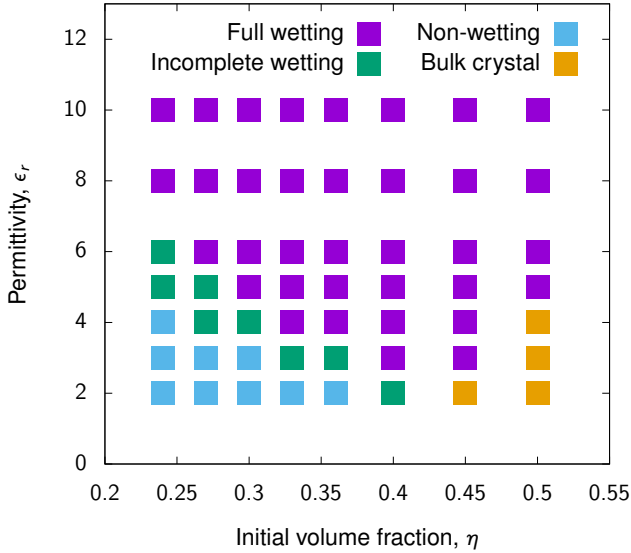 Full wetting
Non-wetting
Incomplete wetting
Bulk crystal
12
10
8
6
4
2
0
0.2 0.25 0.3 0.35 0.4 0.45 0.5 0.55
Permittivity, ϵr
Initial volume fraction, η